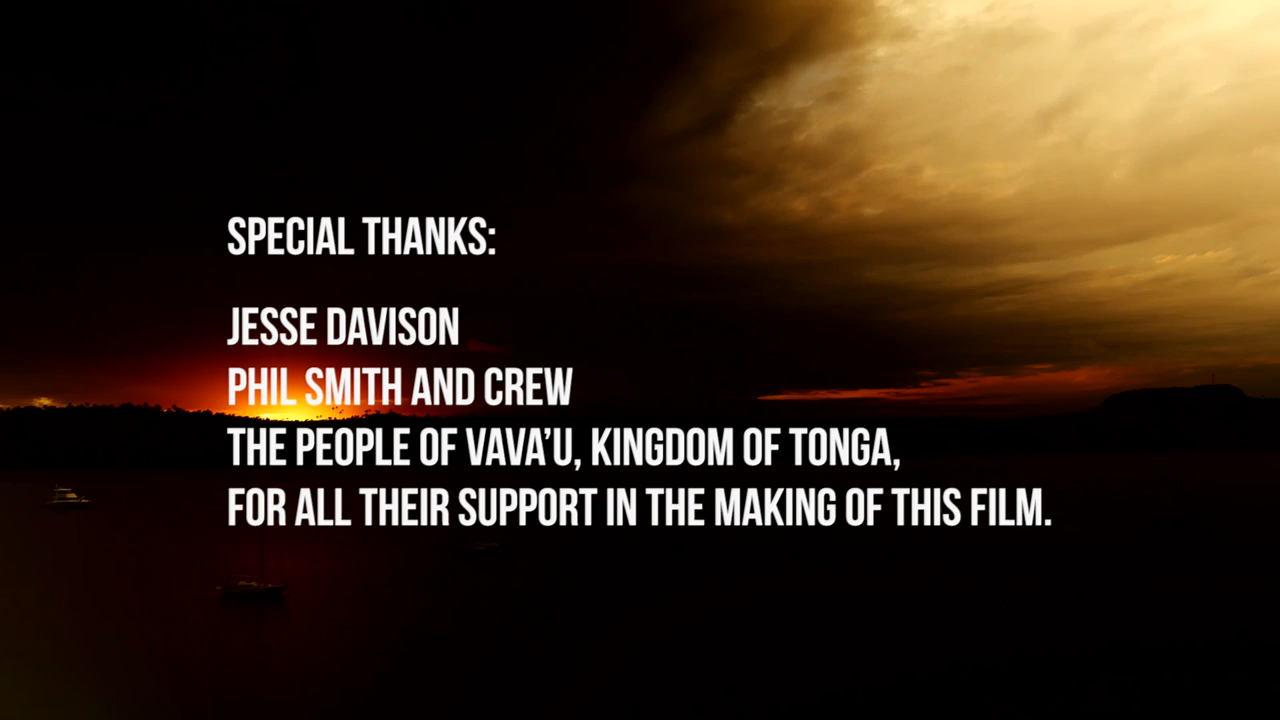 SPECIAL THANKS:
JESSE DAVISON
PHIL SMITH AND CREW
THE PEOPLE OF VAVA’U, KINGDOM OF TONGA,
FOR ALL THEIR SUPPORT IN THE MAKING OF THIS FILM.